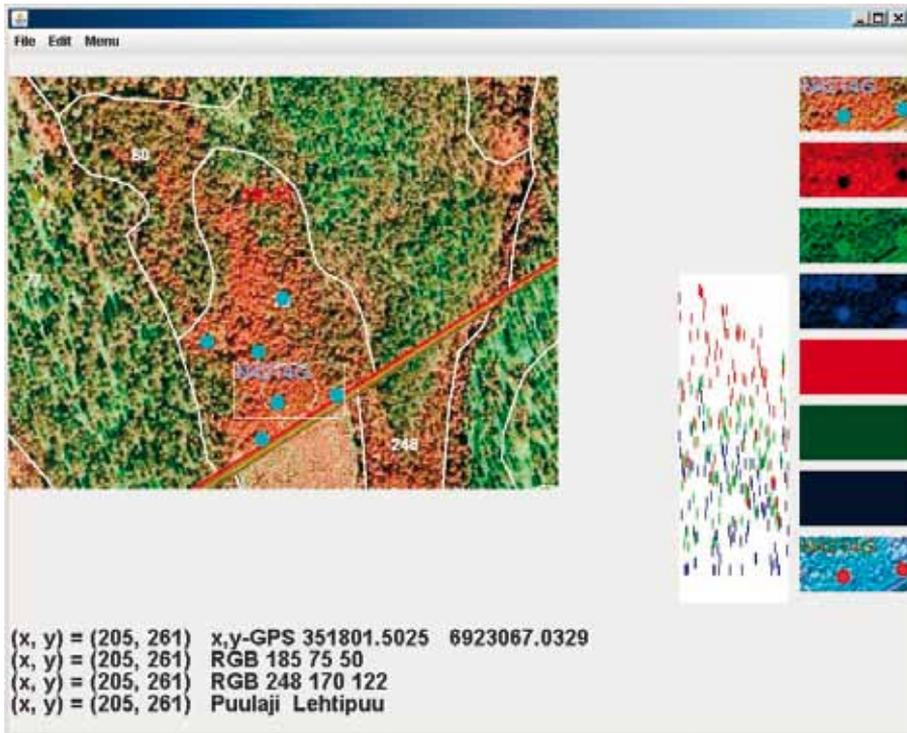 File Edit Menu
80
77
248
(x, y) = (205, 261) x,y-GPS 351801.5025 6923067.0329
(x, y) = (205, 261) RGB 185 75 50
(x, y) = (205, 261) RGB 248 170 122
(x, y) = (205, 261) Puulaji Lehtipuu